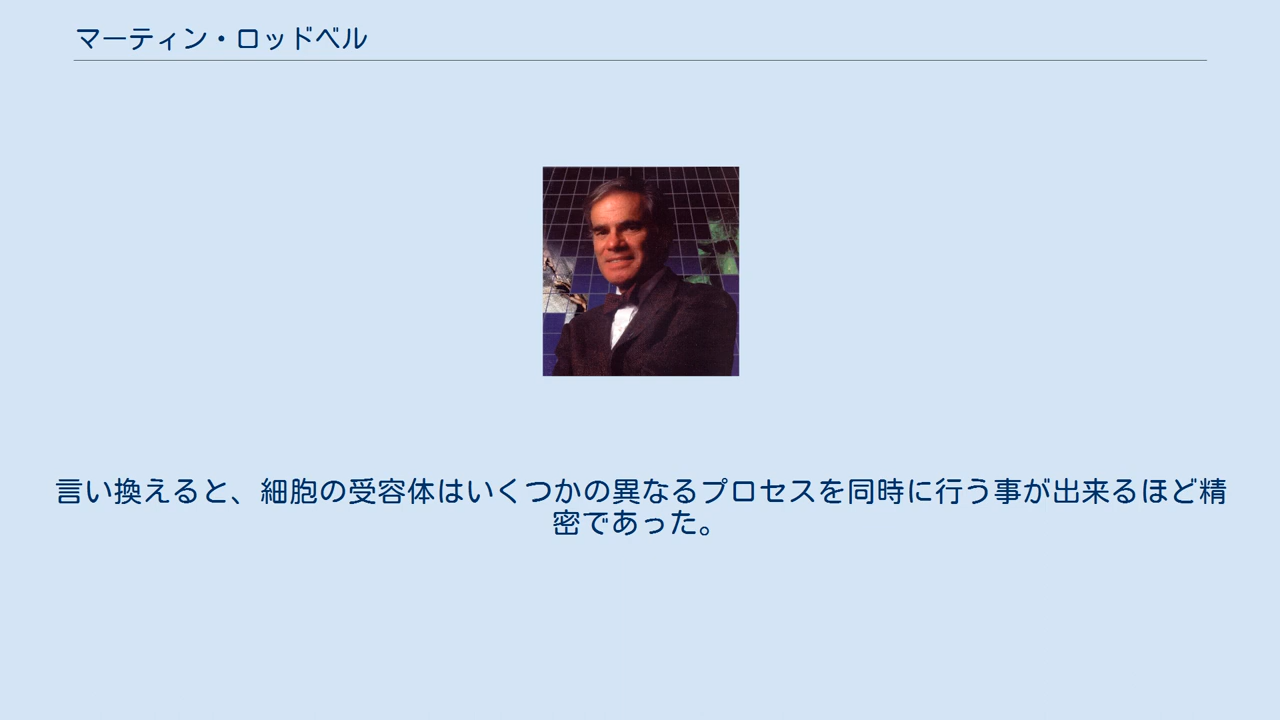 マーティン・ロッドベル
言い換えると、細胞の受容体はいくつかの異なるプロセスを同時に行う事が出来るほど精
密であった。